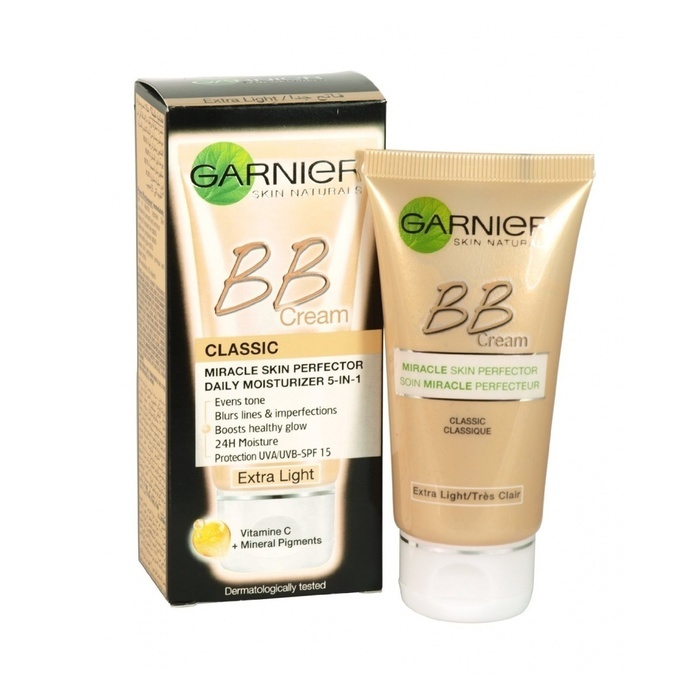 Extra Light / فاتح جدا
GARNIER
SKIN NATURALS
BB
Cream
CLASSIC
MIRACLE SKIN PERFECTOR
DAILY MOISTURIZER 5-IN-1
Evens tone
Blurs lines & imperfections
Boosts healthy glow
24H Moisture
Protection UVA/UVB-SPF 15
Extra Light
Vitamine C
+ Mineral Pigments
Dermatologically tested
GARNIER
SKIN NATURA
BB
Cream
MIRACLE SKIN PERFECTOR
SOIN MIRACLE PERFECTEUR
CLASSIC
CLASSIQUE
Extra Light/Très Clair